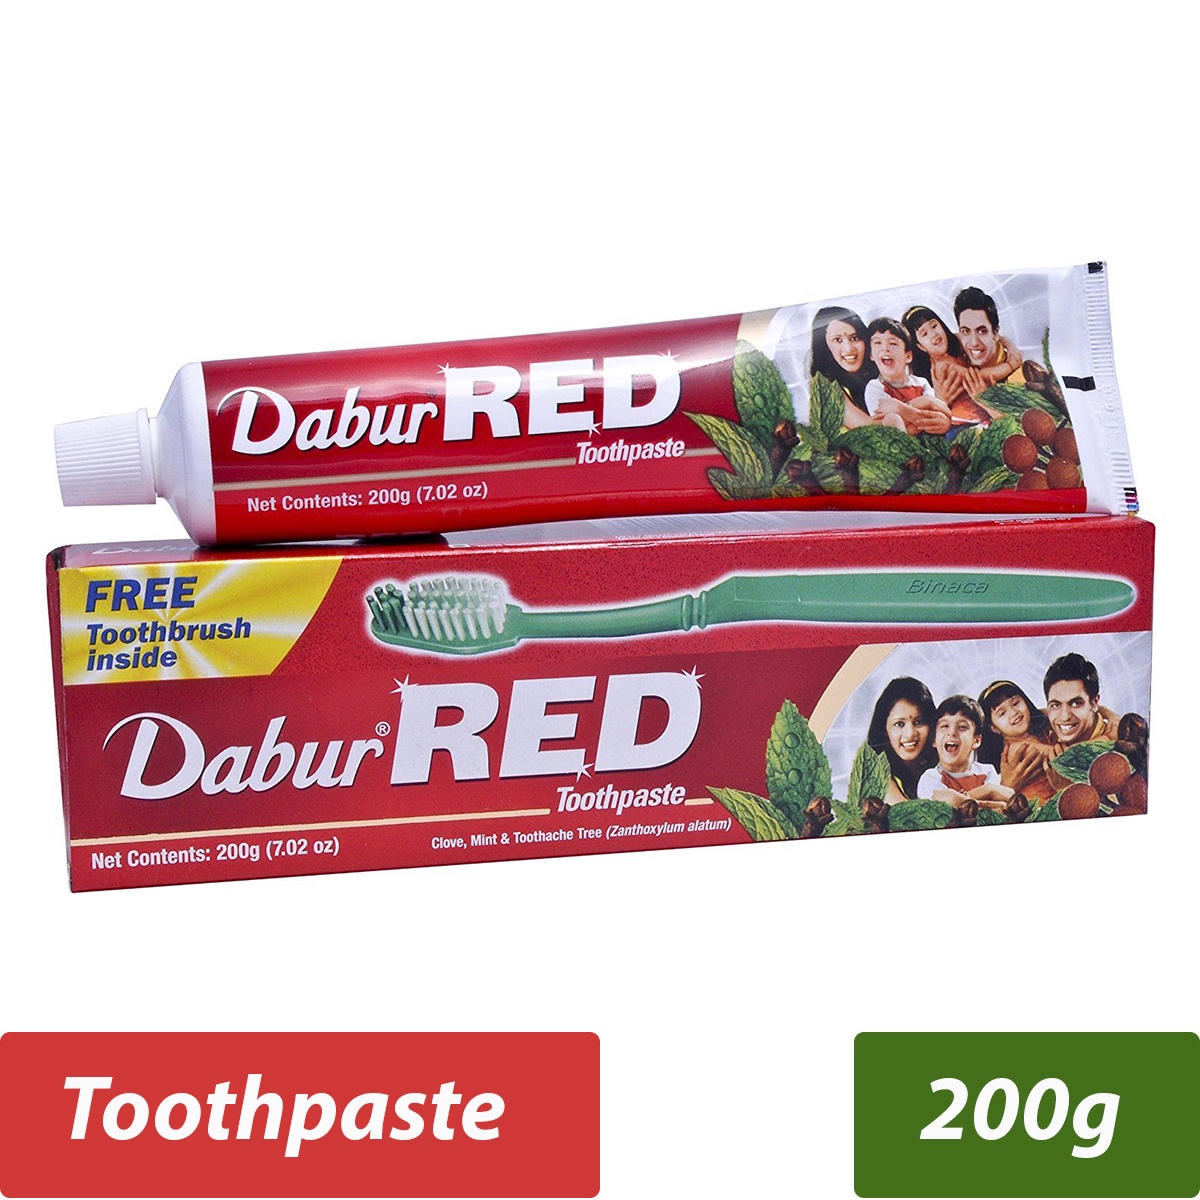 Dabur RED
Toothpaste
Net Contents: 200g (7.02 oz)
FREE
Toothbrush
inside
Binaca
Dabur® RED
Toothpaste
Clove, Mint & Toothache Tree (Zanthoxylum alatum)
Net Contents: 200g (7.02 oz)
Toothpaste
200g